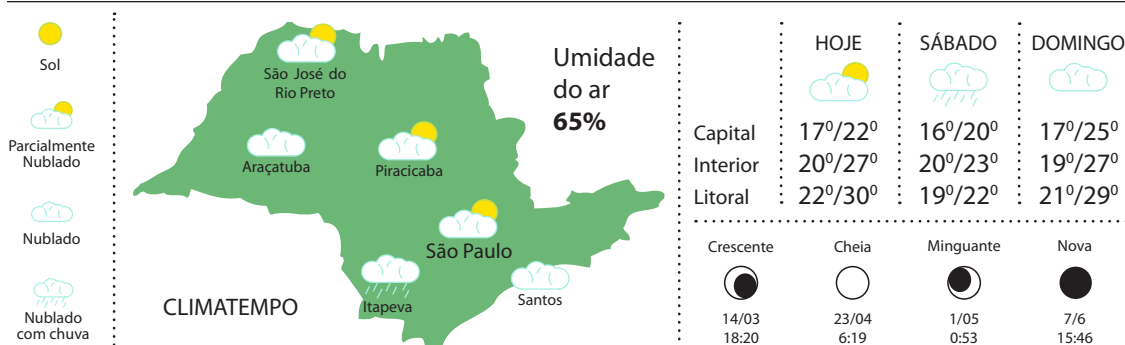 Sol
Parcialmente
Nublado
Nublado
Nublado
com chuva
São José do
Rio Preto
Araçatuba
Piracicaba
São Paulo
Itapeva
Santos
CLIMATEMPO
Umidade
do ar
65%
HOJE SÁBADO DOMINGO
Capital 17⁰/22⁰ 16⁰/20⁰ 17⁰/25⁰
Interior 20⁰/27⁰ 20⁰/23⁰ 19⁰/27⁰
Litoral 22⁰/30⁰ 19⁰/22⁰ 21⁰/29⁰
Crescente Cheia Minguante Nova
14/03 23/04 1/05 7/6
18:20 6:19 0:53 15:46